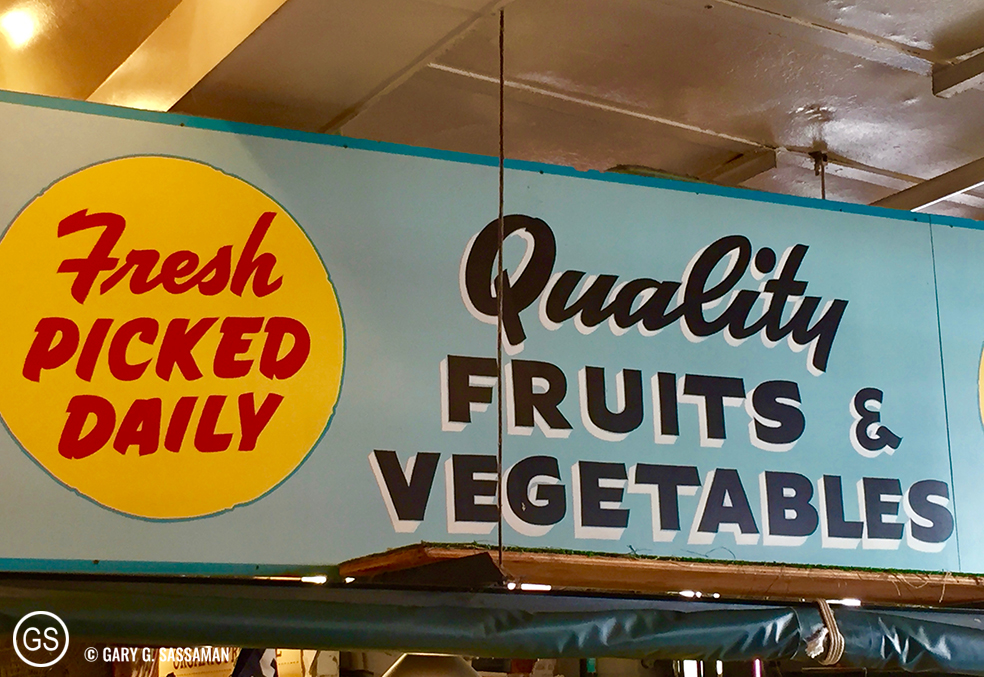 Fresh
PICKED
DAILY
Quality
FRUITS &
VEGETABLES
GS
© GARY G. SASSAMAN